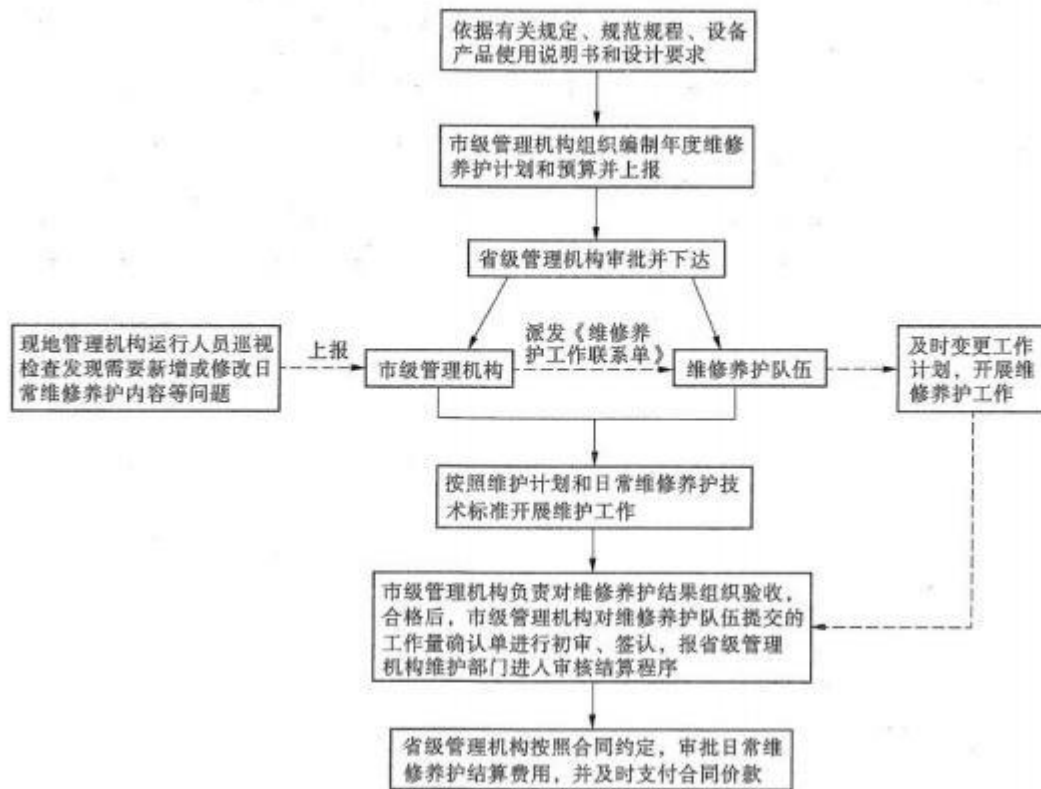 依据有关规定、规范规程、设备
产品使用说明书和设计要求
市级管理机构组织编制年度维修
养护计划和预算并上报
省级管理机构审批并下达
现地管理机构运行人员巡视
检查发现需要新增或修改日
常维修养护内容等问题
上报
市级管理机构
派发《维修养
护工作联系单》
维修养护队伍
及时变更工作
计划，开展维
修养护工作
按照维护计划和日常维修养护技
术标准开展维护工作
市级管理机构负责对维修养护结果组织验收，
合格后，市级管理机构对维修养护队伍提交的
工作量确认单进行初审、签认，报省级管理
机构维护部门进入审核结算程序
省级管理机构按照合同约定，审批日常维
修养护结算费用，并及时支付合同价款